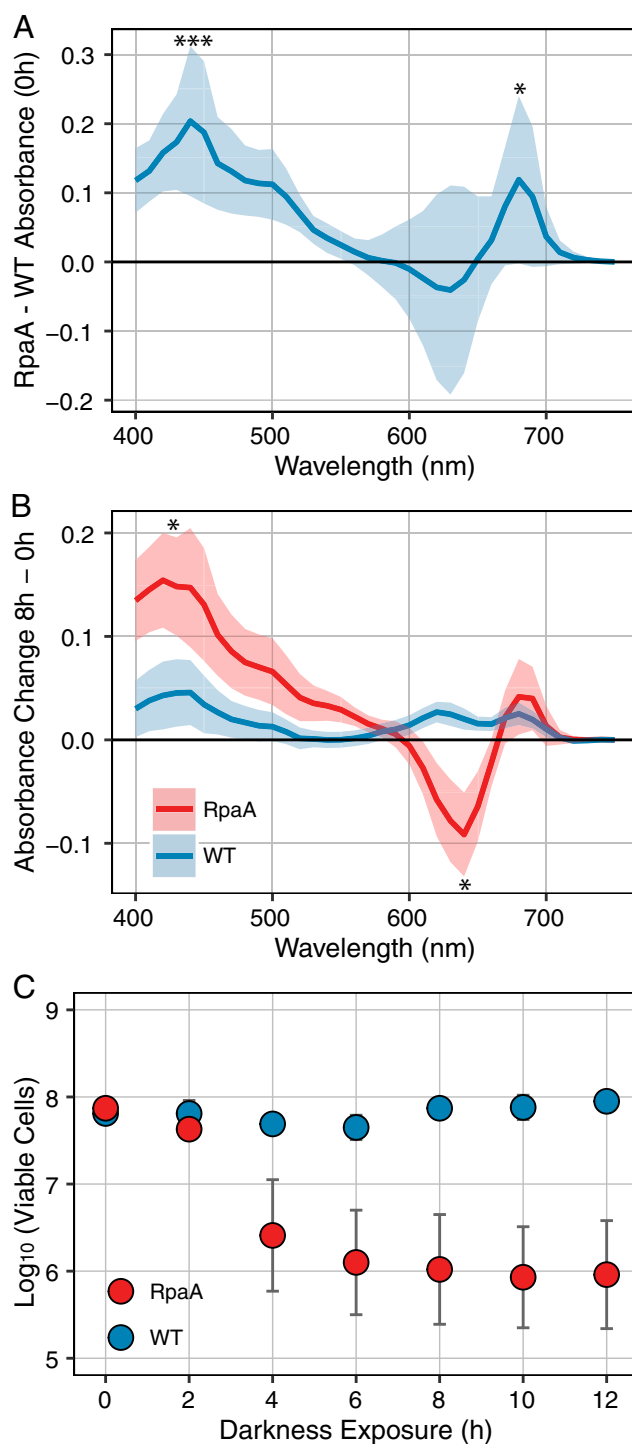 A
RpaA - WT Absorbance (0h)
0.3
0.2
0.1
0.0
−0.1
−0.2
***
*
400 500 600 700
Wavelength (nm)
B
Absorbance Change 8h − 0h
0.2
0.1
0.0
−0.1
*
RpaA
WT
*
400 500 600 700
Wavelength (nm)
C
Log10 (Viable Cells)
9
8
7
6
5
RpaA
WT
0 2 4 6 8 10 12
Darkness Exposure (h)